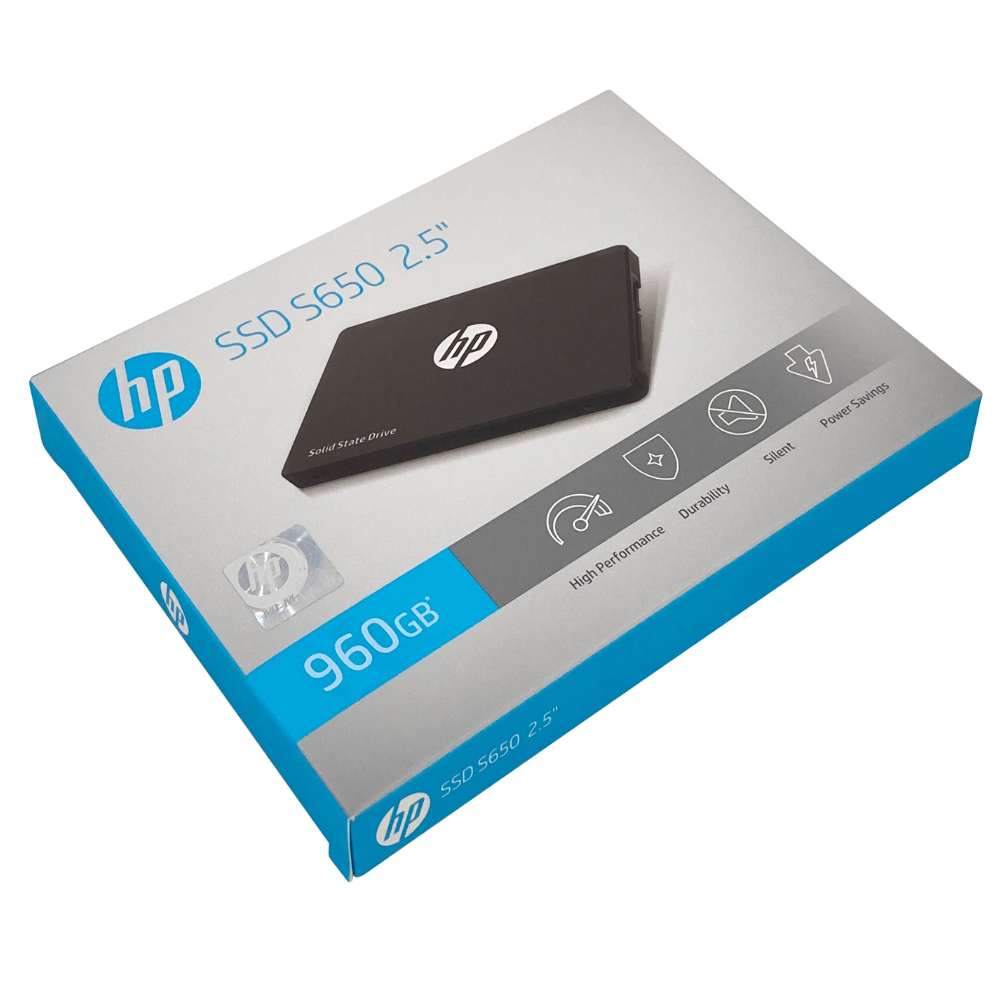 hp
SSD S650 2.5"
hp
Solid State Drive
High Performance
Durability
Silent
Power Savings
hp
960GB*
hp
hp
SSD S650 2.5"